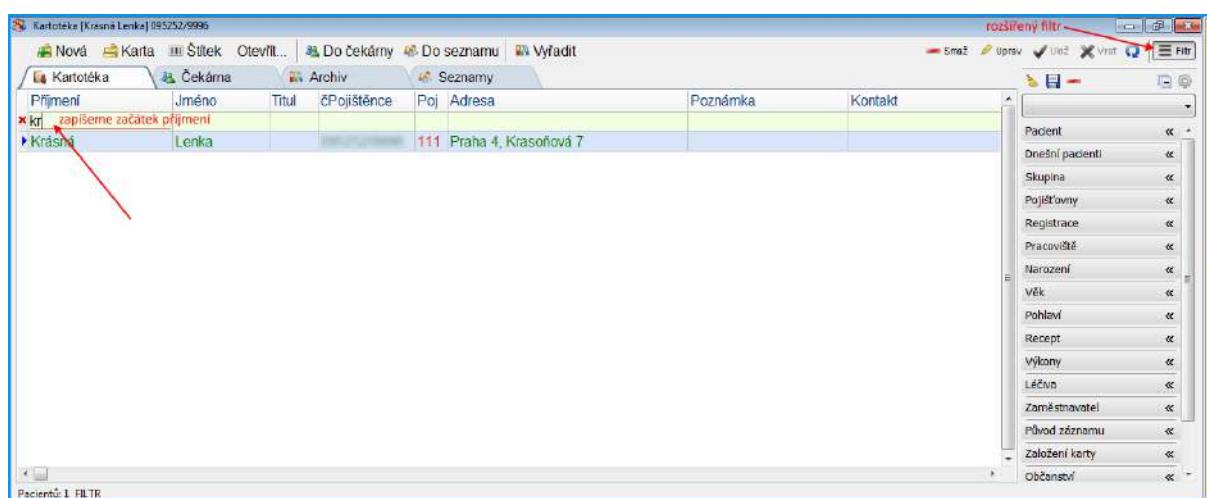 Kartotéka [Krásná Lenka] 095252/9996
rozšířený filtr
Nová Karta Štítek Otevřít... Do čekárny Do seznamu Vyřadit Smaž Uprav Ulož Vrať Filtr
Kartotéka Čekárna Archiv Seznamy
Příjmení Jméno Titul čPojištěnce Poj Adresa Poznámka Kontakt
kr zapíšeme začátek příjmení
Krásná Lenka 111 Praha 4, Krasoňová 7
Pacient
Dnešní pacienti
Skupina
Pojišťovny
Registrace
Pracoviště
Narození
Věk
Pohlaví
Recept
Výkony
Léčiva
Zaměstnavatel
Původ záznamu
Založení karty
Občanství
Pacientů: 1 FILTR